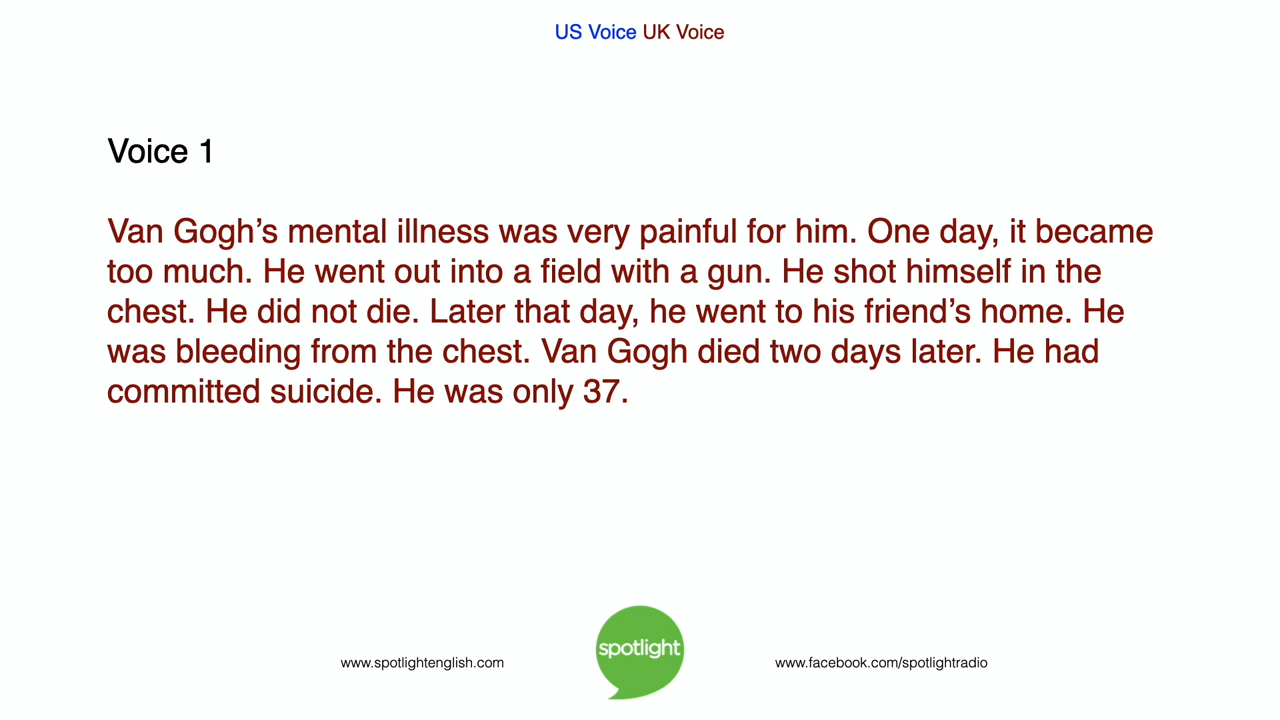 US Voice UK Voice
Voice 1
Van Gogh’s mental illness was very painful for him. One day, it became
too much. He went out into a field with a gun. He shot himself in the
chest. He did not die. Later that day, he went to his friend’s home. He
was bleeding from the chest. Van Gogh died two days later. He had
committed suicide. He was only 37.
spotlight
www.spotlightenglish.com
www.facebook.com/spotlightradio